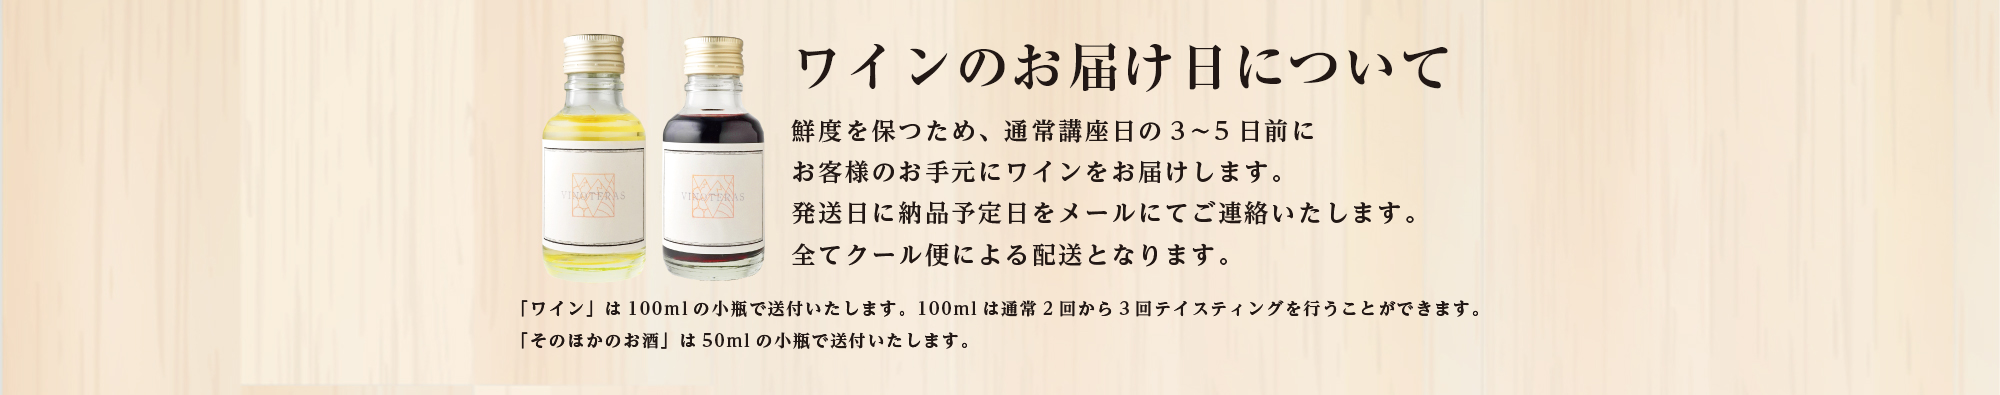 ワインのお届け日について
鮮度を保つため、通常講座日の3～5日前に
お客様のお手元にワインをお届けします。
発送日に納品予定日をメールにてご連絡いたします。
全てクール便による配送となります。
VINOTERAS
VINOTERAS
「ワイン」は100mlの小瓶で送付いたします。100mlは通常2回から3回テイスティングを行うことができます。
「そのほかのお酒」は50mlの小瓶で送付いたします。